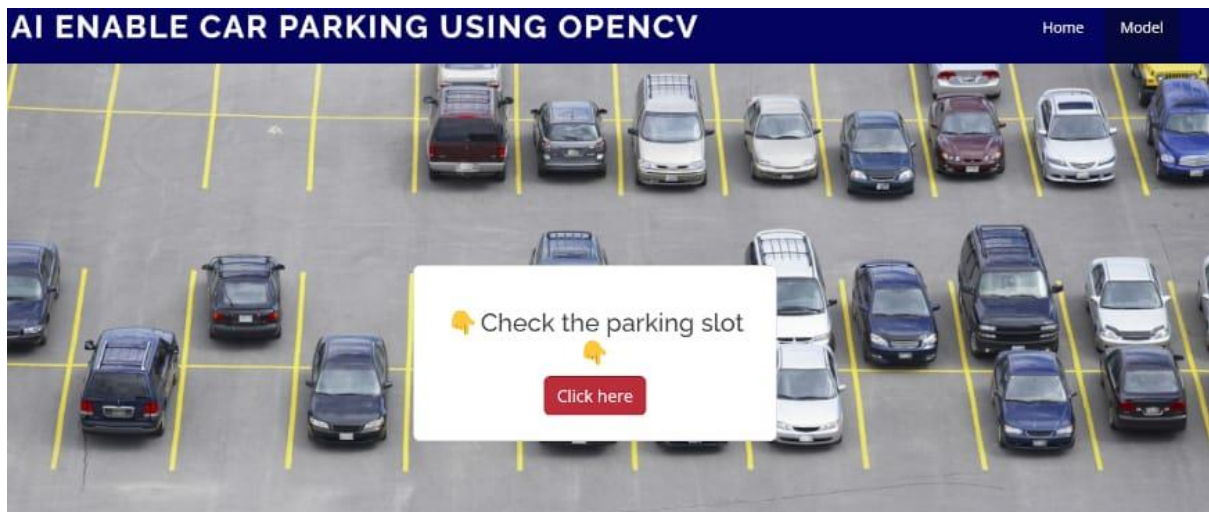 AI ENABLE CAR PARKING USING OPENCV
Home Model
👇Check the parking slot
👇
Click here